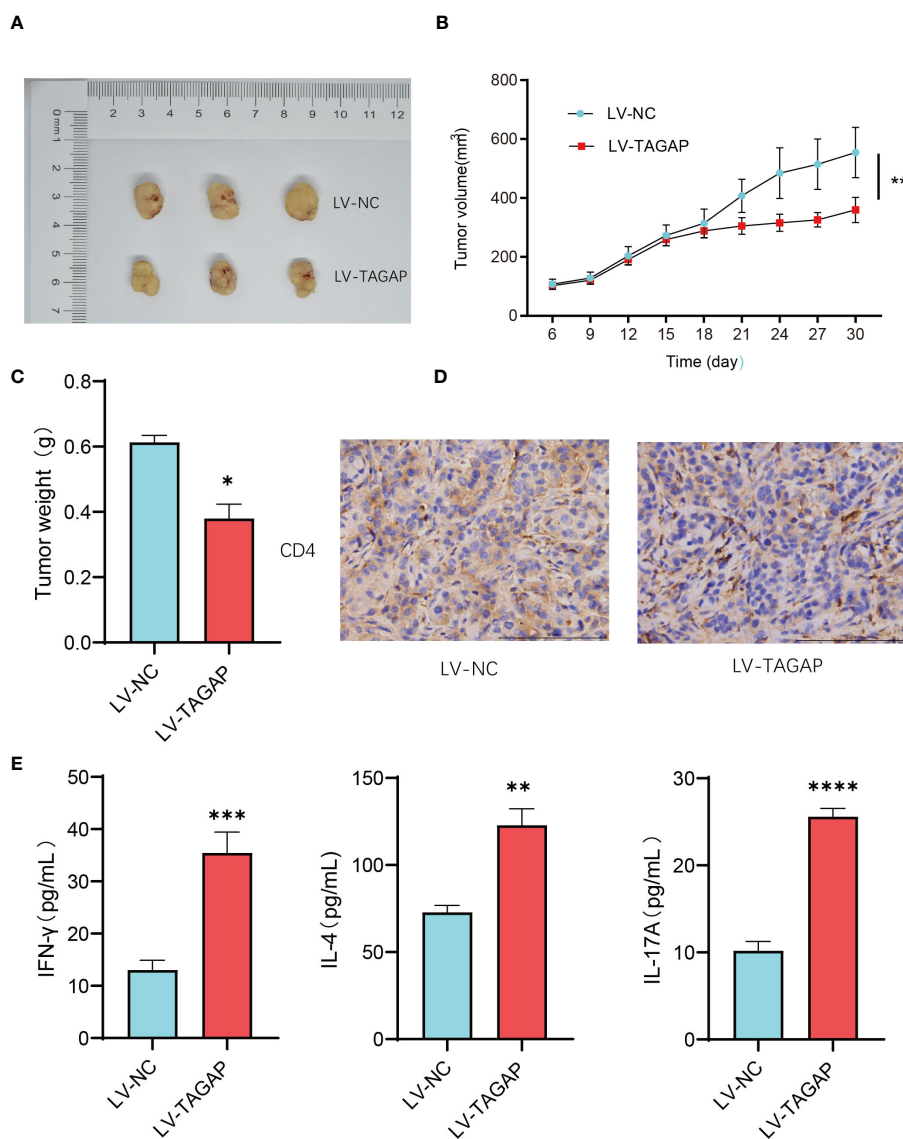 A
B
0mm1 2 3 4 5 6 7
2 3 4 5 6 7 8 9 10 11 12
LV-NC
LV-TAGAP
Tumor volume(mm³)
800
600
400
200
0
LV-NC
LV-TAGAP
**
6 9 12 15 18 21 24 27 30
Time (day)
C
D
Tumor weight（g）
0.8
0.6
0.4
0.2
0.0
*
LV-NC
LV-TAGAP
CD4
LV-NC
LV-TAGAP
E
IFN-γ（pg/mL）
50
40
30
20
10
0
***
LV-NC
LV-TAGAP
IL-4（pg/mL)
150
100
50
0
**
LV-NC
LV-TAGAP
IL-17A（pg/mL）
30
20
10
0
****
LV-NC
LV-TAGAP